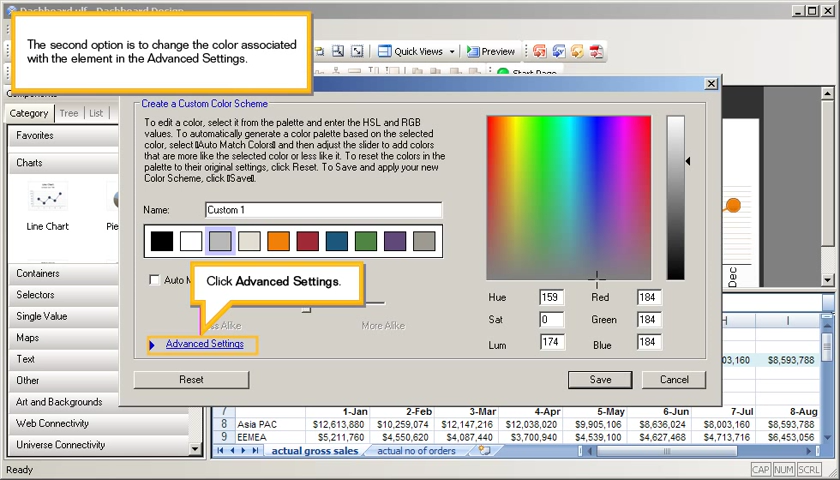 The second option is to change the color associated
with the element in the Advanced Settings.
Quick Views
Preview
Start Page
Category Tree List
Favorites
Charts
Line Chart
Containers
Selectors
Single Value
Maps
Text
Other
Art and Backgrounds
Web Connectivity
Universe Connectivity
Create a Custom Color Scheme
To edit a color, select it from the palette and enter the HSL and RGB
values. To automatically generate a color palette based on the selected
color, select [Auto Match Colors] and then adjust the slider to add colors
that are more like the selected color or less like it. To reset the colors in the
palette to their original settings, click Reset. To Save and apply your new
Color Scheme, click [Save].
Name: Custom 1
Click Advanced Settings.
More Alike
Advanced Settings
Hue 159 Red 184
Sat 0 Green 184
Lum 174 Blue 184
Reset Save Cancel
Dec
H I
$8,593,788
7 1-Jan 2-Feb 3-Mar 4-Apr 5-May 6-Jun 7-Jul 8-Aug
8 Asia PAC $12,613,880 $10,259,074 $12,147,216 $12,038,020 $9,905,106 $8,636,024 $8,003,160 $8,593,788
9 EEMEA $5,211,760 $4,550,620 $4,087,440 $3,700,940 $4,539,100 $4,627,468 $4,713,716 $6,453,056
actual gross sales actual no of orders
Ready CAP NUM SCRL